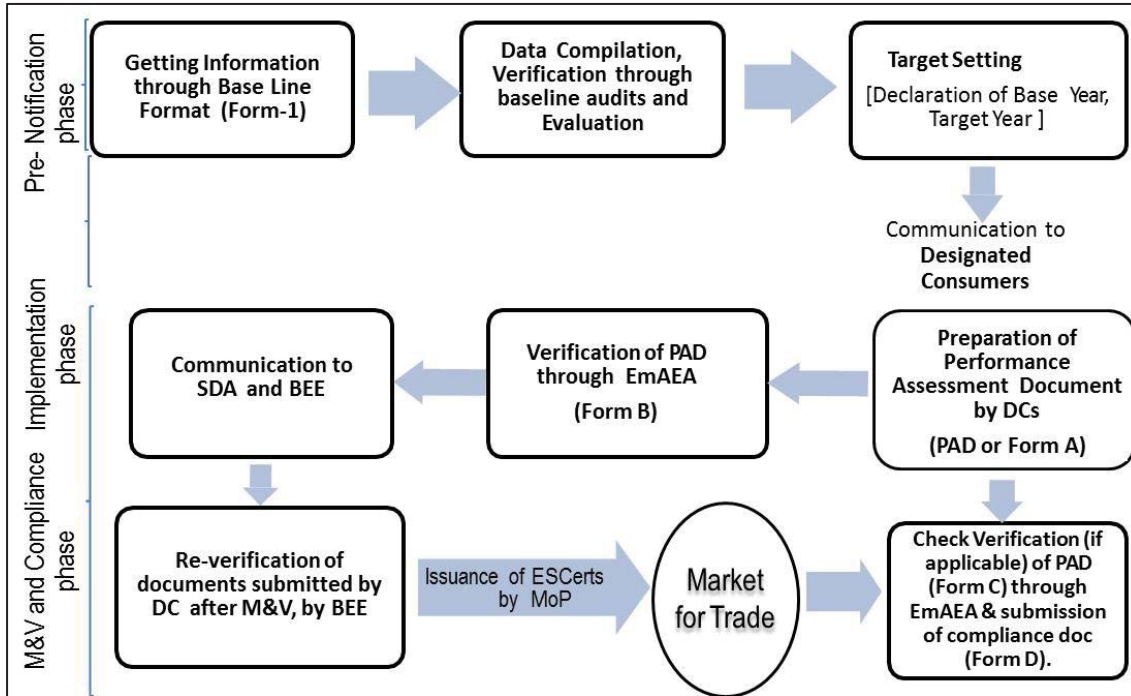 Pre- Notification
phase
Getting Information
through Base Line
Format (Form-1)
Data Compilation,
Verification through
baseline audits and
Evaluation
Target Setting
[Declaration of Base Year,
Target Year ]
Communication to
Designated
Consumers
Implementation
phase
Communication to
SDA and BEE
Verification of PAD
through EmAEA
(Form B)
Preparation of
Performance
Assessment Document
by DCs
(PAD or Form A)
M&V and Compliance
phase
Re-verification of
documents submitted by
DC after M&V, by BEE
Issuance of ESCerts
by MoP
Market
for Trade
Check Verification (if
applicable) of PAD
(Form C) through
EmAEA & submission
of compliance doc
(Form D).